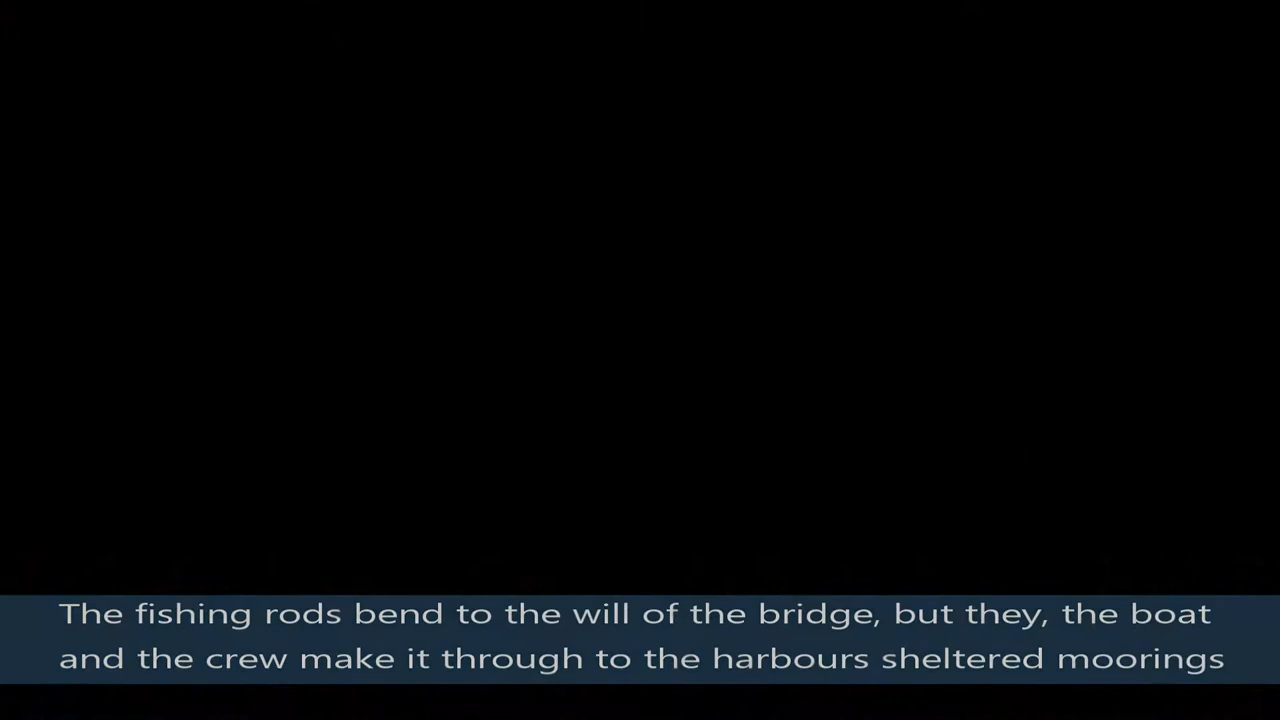 The fishing rods bend to the will of the bridge, but they, the boat
and the crew make it through to the harbours sheltered moorings